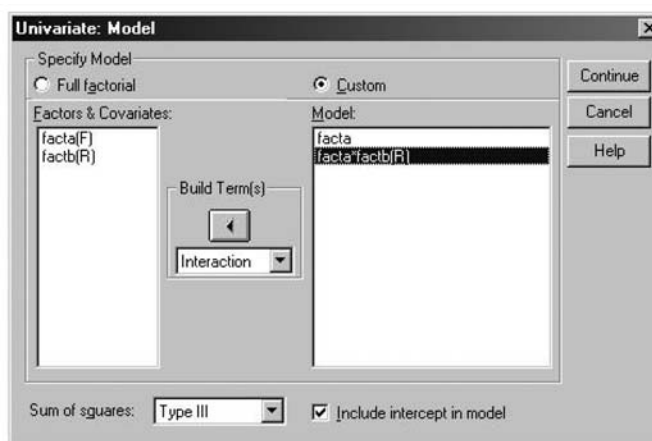 Univariate: Model
Specify Model
Full factorial
Custom
Continue
Cancel
Help
Factors & Covariates:
facta(F)
factb(R)
Build Term(s)
Interaction
Model:
facta
facta*factb(R)
Sum of squares:
Type III
Include intercept in model